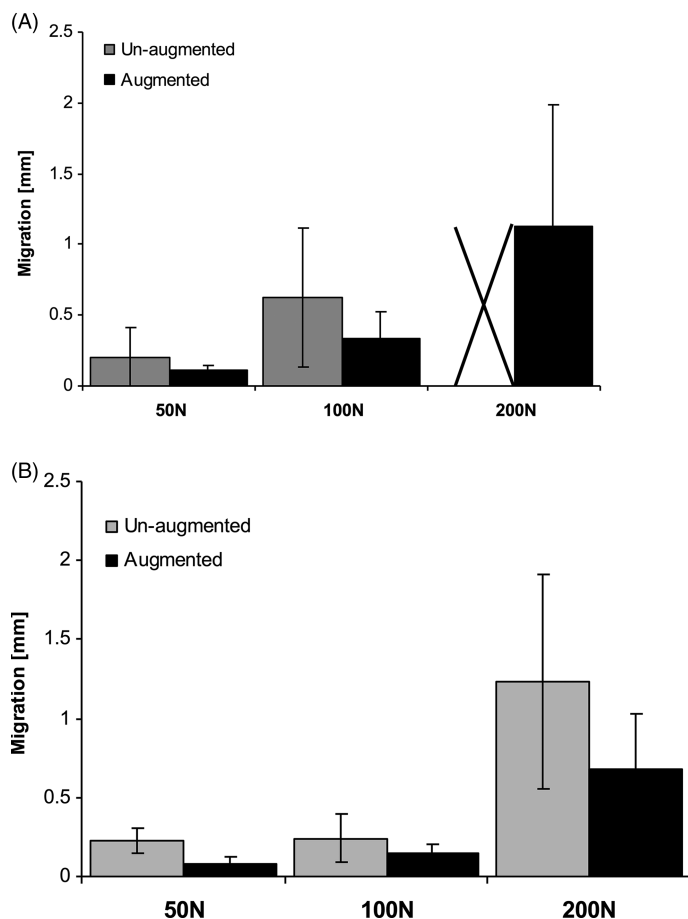 (A)
2.5
Un-augmented
2
Augmented
1.5
Migration [mm]
1
0.5
0
50N 100N 200N
(B)
2.5
Un-augmented
2
Augmented
1.5
Migration [mm]
1
0.5
0
50N 100N 200N